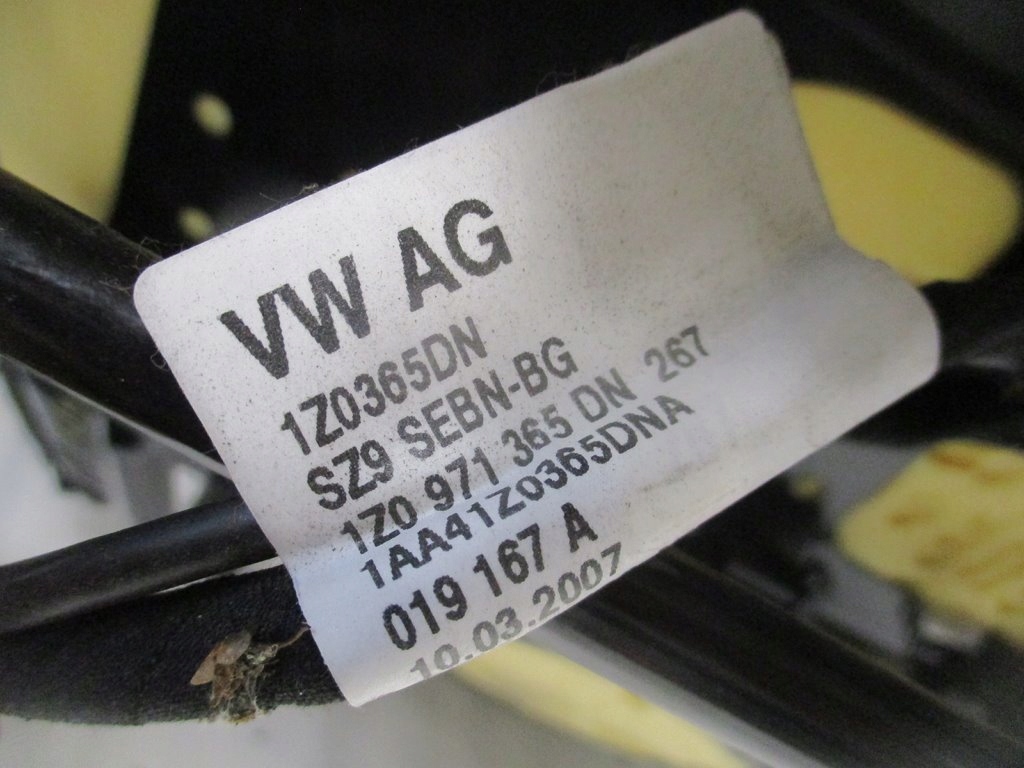 VW AG
1Z0365DN
SZ9 SEBN-BG
1Z0 971 365 DN 267
1AA41Z0365DNA
019 167 A
10.03.2007